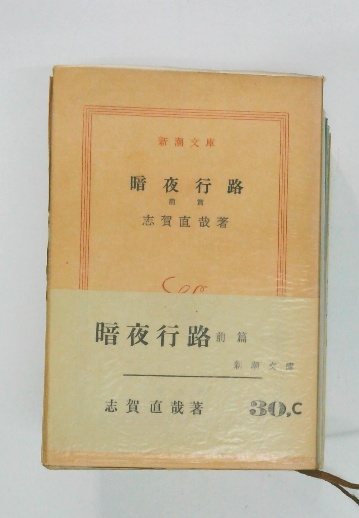 新潮文庫
暗夜行路
前篇
志賀直哉著
暗夜行路 前篇
新潮文庫
志賀直哉著 30.C